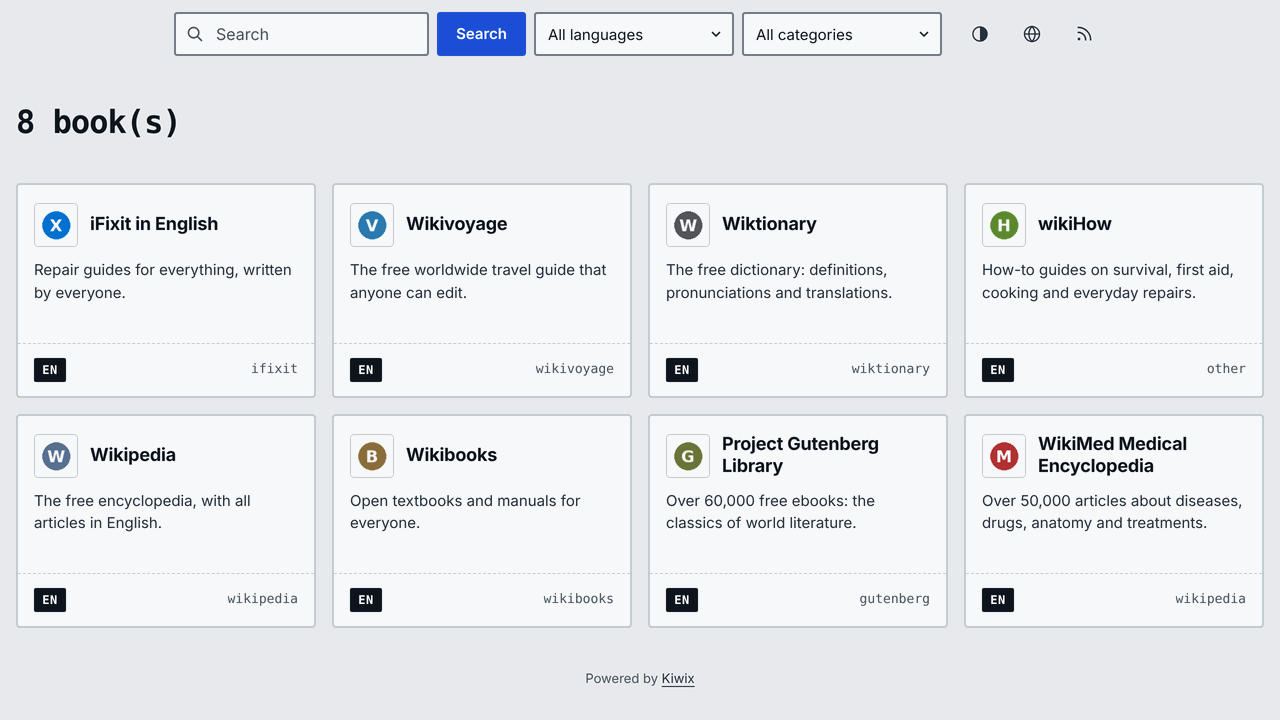 Search
Search
All languages
All categories
8 book(s)
X
iFixit in English
Repair guides for everything, written
by everyone.
EN
ifixit
V
Wikivoyage
The free worldwide travel guide that
anyone can edit.
EN
wikivoyage
W
Wiktionary
The free dictionary: definitions,
pronunciations and translations.
EN
wiktionary
H
wikiHow
How-to guides on survival, first aid,
cooking and everyday repairs.
EN
other
W
Wikipedia
The free encyclopedia, with all
articles in English.
EN
wikipedia
B
Wikibooks
Open textbooks and manuals for
everyone.
EN
wikibooks
G
Project Gutenberg
Library
Over 60,000 free ebooks: the
classics of world literature.
EN
gutenberg
M
WikiMed Medical
Encyclopedia
Over 50,000 articles about diseases,
drugs, anatomy and treatments.
EN
wikipedia
Powered by Kiwix